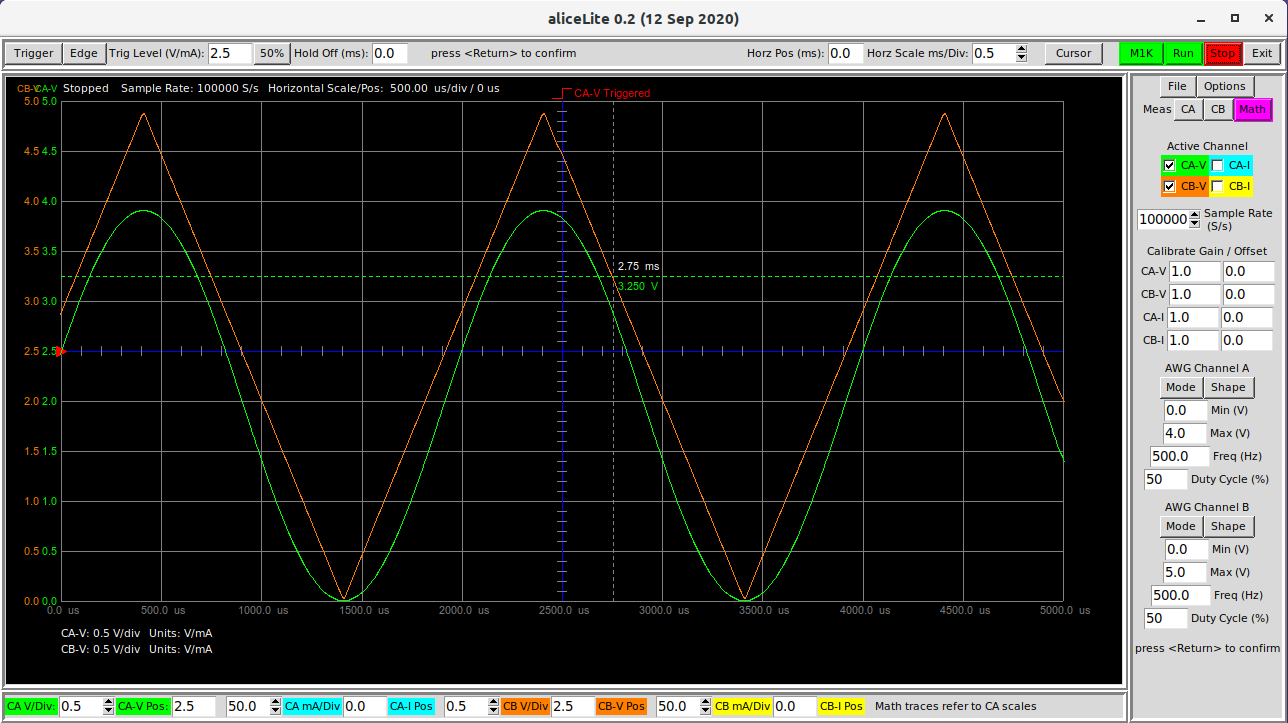 aliceLite 0.2 (12 Sep 2020)
Trigger Edge Trig Level (V/mA): 2.5 50% Hold Off (ms): 0.0 press <Return> to confirm Horz Pos (ms): 0.0 Horz Scale ms/Div: 0.5 Cursor M1K Run Stop Exit
CB-V CA-V Stopped Sample Rate: 100000 S/s Horizontal Scale/Pos: 500.00 us/div / 0 us
CA-V Triggered
5.0 5.0
4.5 4.5
4.0 4.0
3.5 3.5
2.75 ms
3.250 V
3.0 3.0
2.5 2.5
2.0 2.0
1.5 1.5
1.0 1.0
0.5 0.5
0.0 0.0
0.0 us 500.0 us 1000.0 us 1500.0 us 2000.0 us 2500.0 us 3000.0 us 3500.0 us 4000.0 us 4500.0 us 5000.0 us
CA-V: 0.5 V/div Units: V/mA
CB-V: 0.5 V/div Units: V/mA
File Options
Meas CA CB Math
Active Channel
CA-V CA-I
CB-V CB-I
100000 Sample Rate
(S/s)
Calibrate Gain / Offset
CA-V 1.0 0.0
CB-V 1.0 0.0
CA-I 1.0 0.0
CB-I 1.0 0.0
AWG Channel A
Mode Shape
0.0 Min (V)
4.0 Max (V)
500.0 Freq (Hz)
50 Duty Cycle (%)
AWG Channel B
Mode Shape
0.0 Min (V)
5.0 Max (V)
500.0 Freq (Hz)
50 Duty Cycle (%)
press <Return> to confirm
CA V/Div: 0.5 CA-V Pos: 2.5 50.0 CA mA/Div 0.0 CA-I Pos 0.5 CB V/Div 2.5 CB-V Pos 50.0 CB mA/Div 0.0 CB-I Pos Math traces refer to CA scales